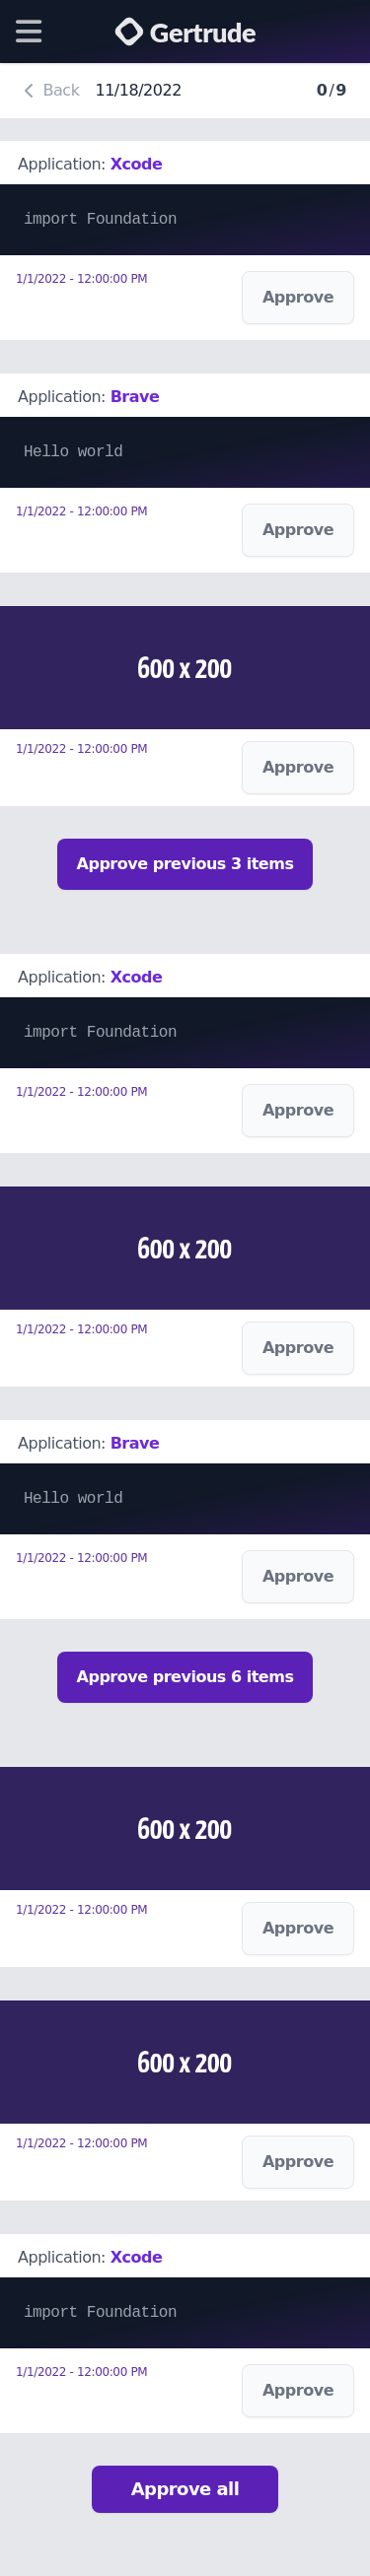 Gertrude
Back 11/18/2022 0/9
Application: Xcode
import Foundation
1/1/2022 - 12:00:00 PM
Approve
Application: Brave
Hello world
1/1/2022 - 12:00:00 PM
Approve
600 x 200
1/1/2022 - 12:00:00 PM
Approve
Approve previous 3 items
Application: Xcode
import Foundation
1/1/2022 - 12:00:00 PM
Approve
600 x 200
1/1/2022 - 12:00:00 PM
Approve
Application: Brave
Hello world
1/1/2022 - 12:00:00 PM
Approve
Approve previous 6 items
600 x 200
1/1/2022 - 12:00:00 PM
Approve
600 x 200
1/1/2022 - 12:00:00 PM
Approve
Application: Xcode
import Foundation
1/1/2022 - 12:00:00 PM
Approve
Approve all